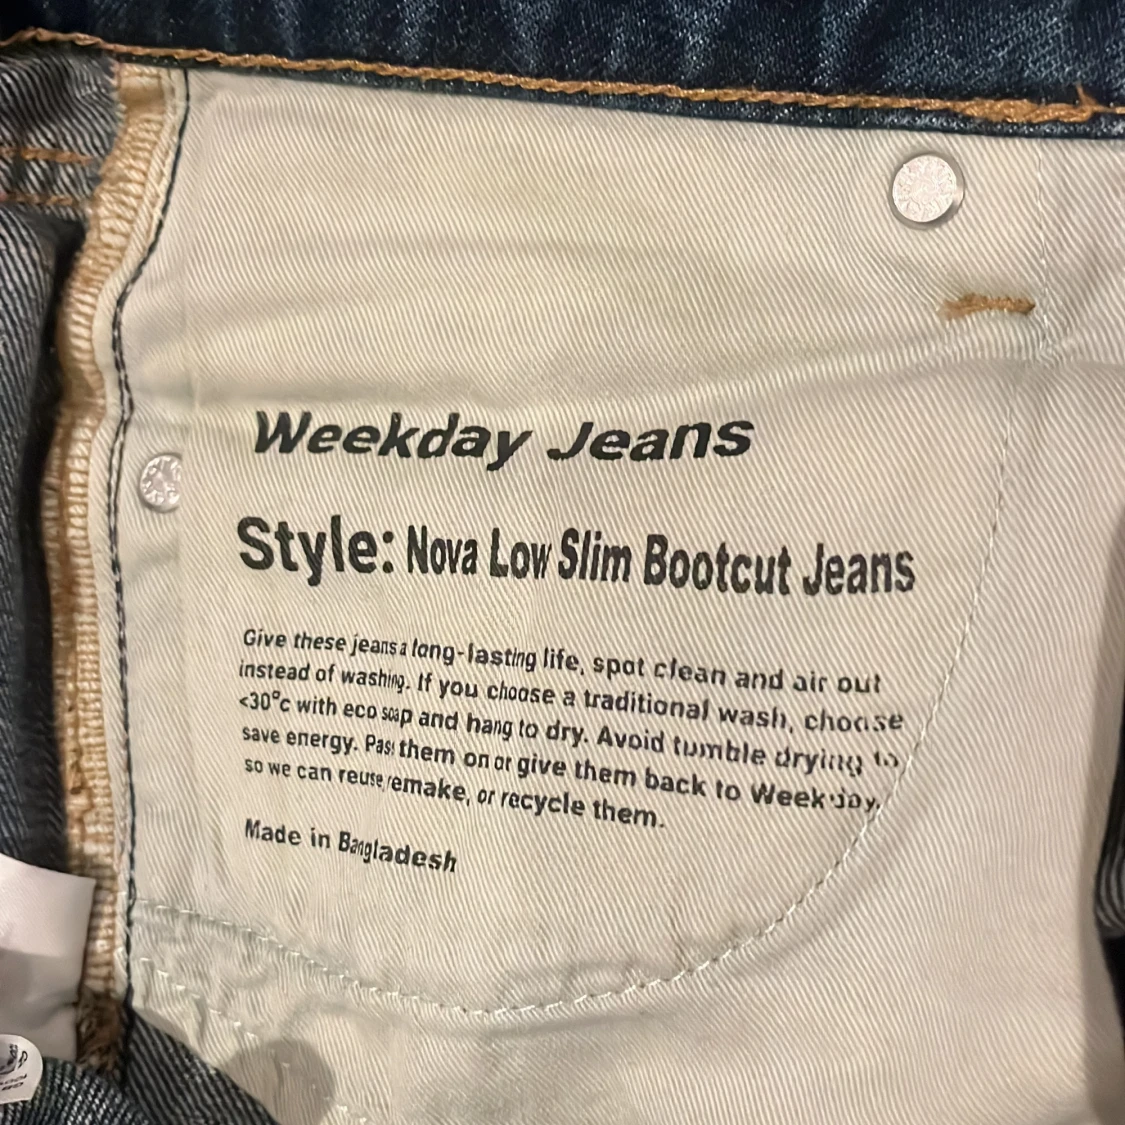 Weekday Jeans
Style: Nova Low Slim Bootcut Jeans
Give these jeans a long-lasting life, spot clean and air out
instead of washing. If you choose a traditional wash, choose
<30°c with eco soap and hang to dry. Avoid tumble drying to
save energy. Pass them on or give them back to Weekday,
so we can reuse, remake, or recycle them.
Made in Bangladesh